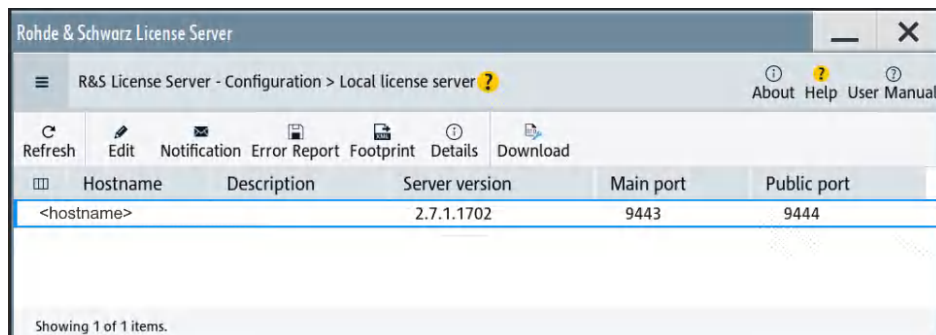 Rohde & Schwarz License Server
R&S License Server - Configuration > Local license server ?
About Help User Manual
Refresh Edit Notification Error Report Footprint Details Download
Hostname Description Server version Main port Public port
<hostname> 2.7.1.1702 9443 9444
Showing 1 of 1 items.